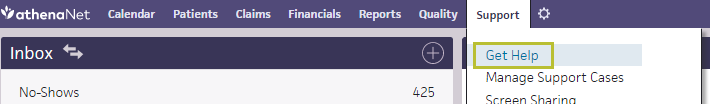 athenaNet Calendar Patients Claims Financials Reports Quality Support
Inbox
Get Help
No-Shows 425
Manage Support Cases
Screen Sharing